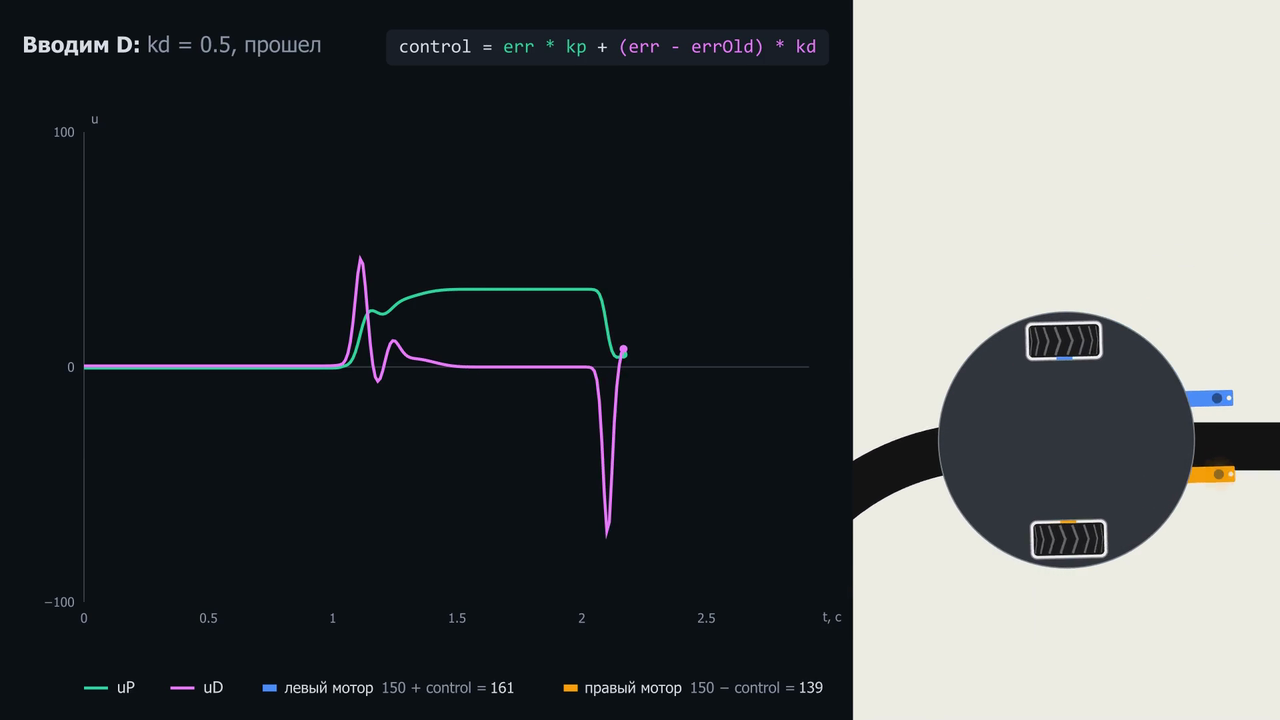 Вводим D: kd = 0.5, прошел
control = err * kp + (err - errOld) * kd
u
100
0
−100
0 0.5 1 1.5 2 2.5 t, с
uP uD левый мотор 150 + control = 161 правый мотор 150 − control = 139